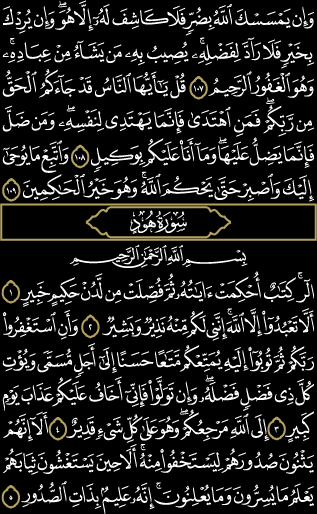 وَإِن يَمْسَسْكَ ٱللَّهُ بِضُرٍّ فَلَا كَاشِفَ لَهُۥٓ إِلَّا هُوَ ۖ وَإِن يُرِدْكَ
بِخَيْرٍ فَلَا رَآدَّ لِفَضْلِهِۦ ۚ يُصِيبُ بِهِۦ مَن يَشَآءُ مِنْ عِبَادِهِۦ ۚ
وَهُوَ ٱلْغَفُورُ ٱلرَّحِيمُ ١٠٧ قُلْ يَٰٓأَيُّهَا ٱلنَّاسُ قَدْ جَآءَكُمُ ٱلْحَقُّ
مِن رَّبِّكُمْ ۖ فَمَنِ ٱهْتَدَىٰ فَإِنَّمَا يَهْتَدِى لِنَفْسِهِۦ ۖ وَمَن ضَلَّ
فَإِنَّمَا يَضِلُّ عَلَيْهَا ۖ وَمَآ أَنَا۠ عَلَيْكُم بِوَكِيلٍ ١٠٨ وَٱتَّبِعْ مَا يُوحَىٰٓ
إِلَيْكَ وَٱصْبِرْ حَتَّىٰ يَحْكُمَ ٱللَّهُ ۚ وَهُوَ خَيْرُ ٱلْحَٰكِمِينَ ١٠٩
سُورَةُ هُودٍ
بِسْمِ ٱللَّهِ ٱلرَّحْمَٰنِ ٱلرَّحِيمِ
الٓر ۚ كِتَٰبٌ أُحْكِمَتْ ءَايَٰتُهُۥ ثُمَّ فُصِّلَتْ مِن لَّدُنْ حَكِيمٍ خَبِيرٍ ١
أَلَّا تَعْبُدُوٓا۟ إِلَّا ٱللَّهَ ۚ إِنَّنِى لَكُم مِّنْهُ نَذِيرٌ وَبَشِيرٌ ٢ وَأَنِ ٱسْتَغْفِرُوا۟
رَبَّكُمْ ثُمَّ تُوبُوٓا۟ إِلَيْهِ يُمَتِّعْكُم مَّتَٰعًا حَسَنًا إِلَىٰٓ أَجَلٍ مُّسَمًّى وَيُؤْتِ
كُلَّ ذِى فَضْلٍ فَضْلَهُۥ ۖ وَإِن تَوَلَّوْا۟ فَإِنِّىٓ أَخَافُ عَلَيْكُمْ عَذَابَ يَوْمٍ
كَبِيرٍ ٣ إِلَى ٱللَّهِ مَرْجِعُكُمْ ۖ وَهُوَ عَلَىٰ كُلِّ شَىْءٍ قَدِيرٌ ٤ أَلَآ إِنَّهُمْ
يَثْنُونَ صُدُورَهُمْ لِيَسْتَخْفُوا۟ مِنْهُ ۚ أَلَا حِينَ يَسْتَغْشُونَ ثِيَابَهُمْ
يَعْلَمُ مَا يُسِرُّونَ وَمَا يُعْلِنُونَ ۚ إِنَّهُۥ عَلِيمٌۢ بِذَاتِ ٱلصُّدُورِ ٥